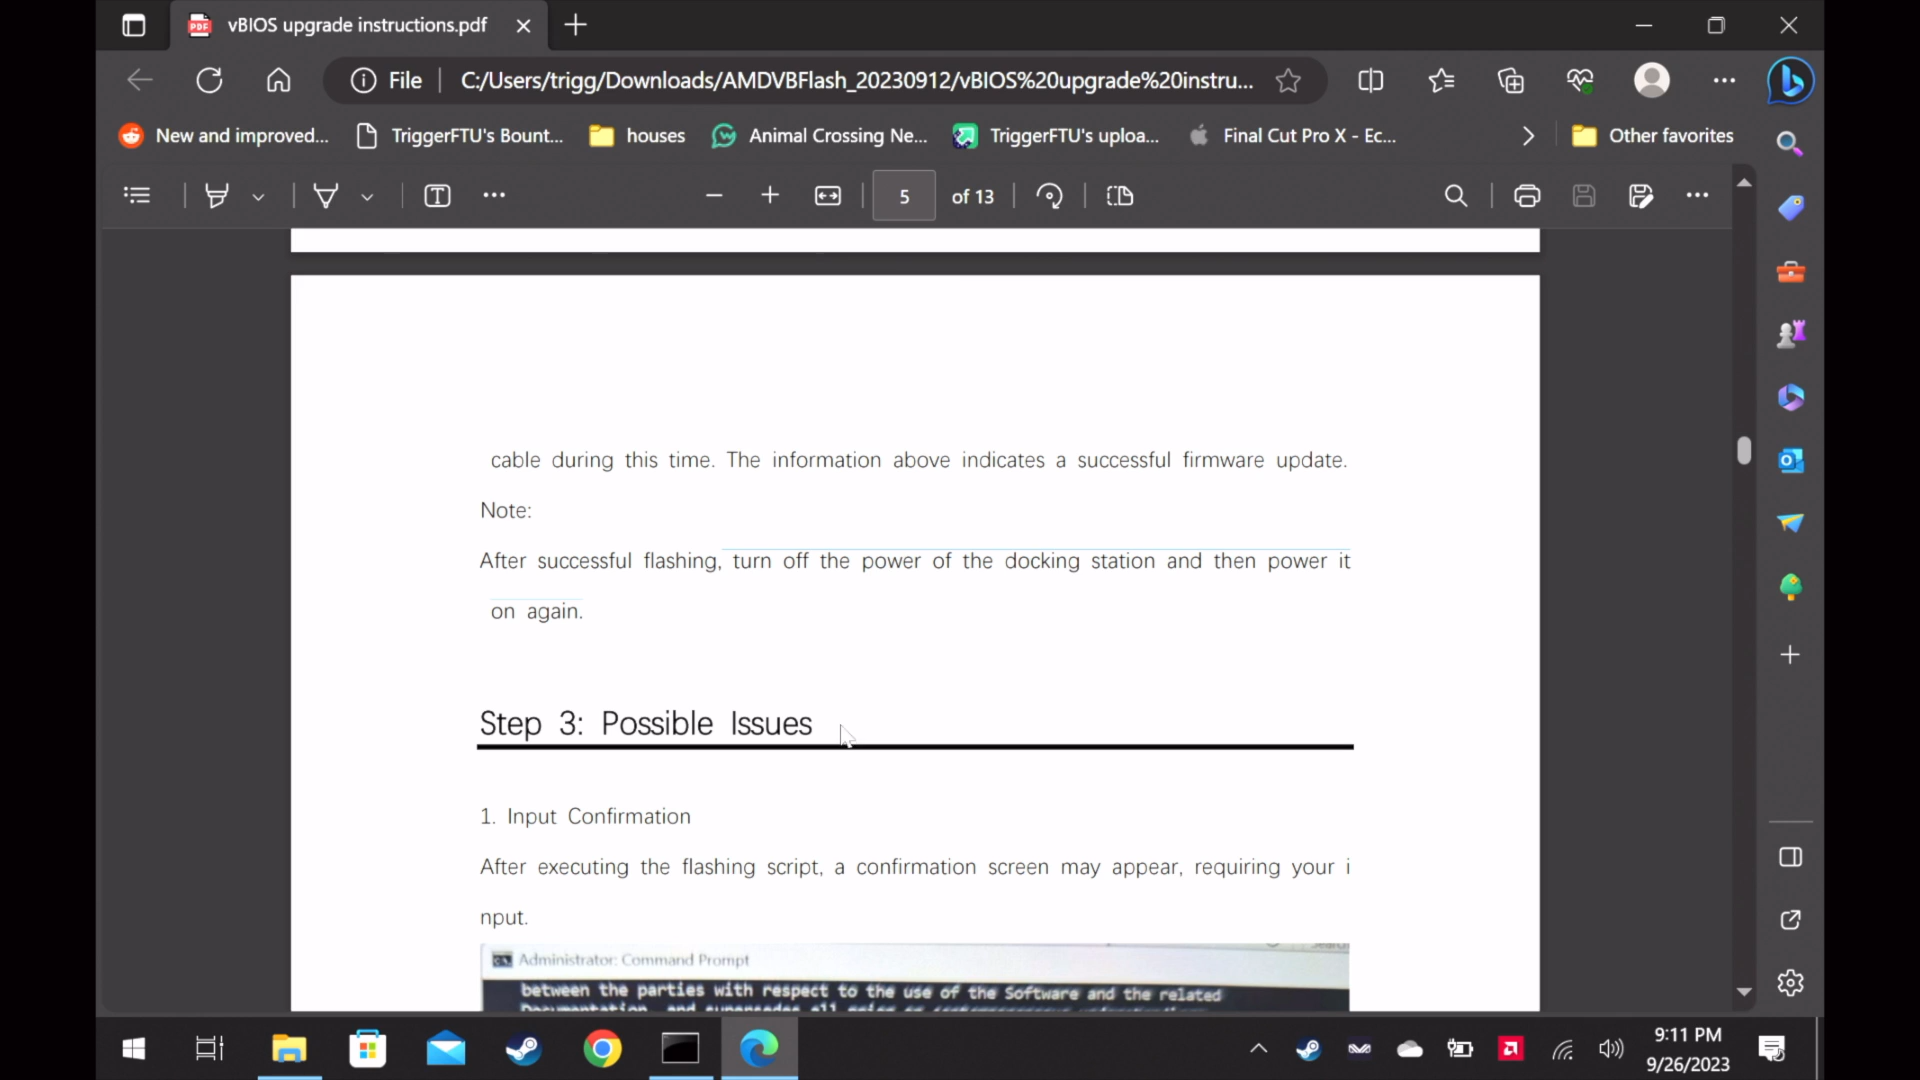 vBIOS upgrade instructions.pdf
File
C:/Users/trigg/Downloads/AMDVBFlash_20230912/vBIOS%20upgrade%20instru...
New and improved...
TriggerFTU's Bount...
houses
Animal Crossing Ne...
TriggerFTU's uploa...
Final Cut Pro X - Ec...
Other favorites
5 of 13
cable during this time. The information above indicates a successful firmware update.
Note:
After successful flashing, turn off the power of the docking station and then power it
on again.
Step 3: Possible Issues
1. Input Confirmation
After executing the flashing script, a confirmation screen may appear, requiring your i
nput.
Administrator: Command Prompt
between the parties with respect to the use of the Software and the related
9:11 PM
9/26/2023